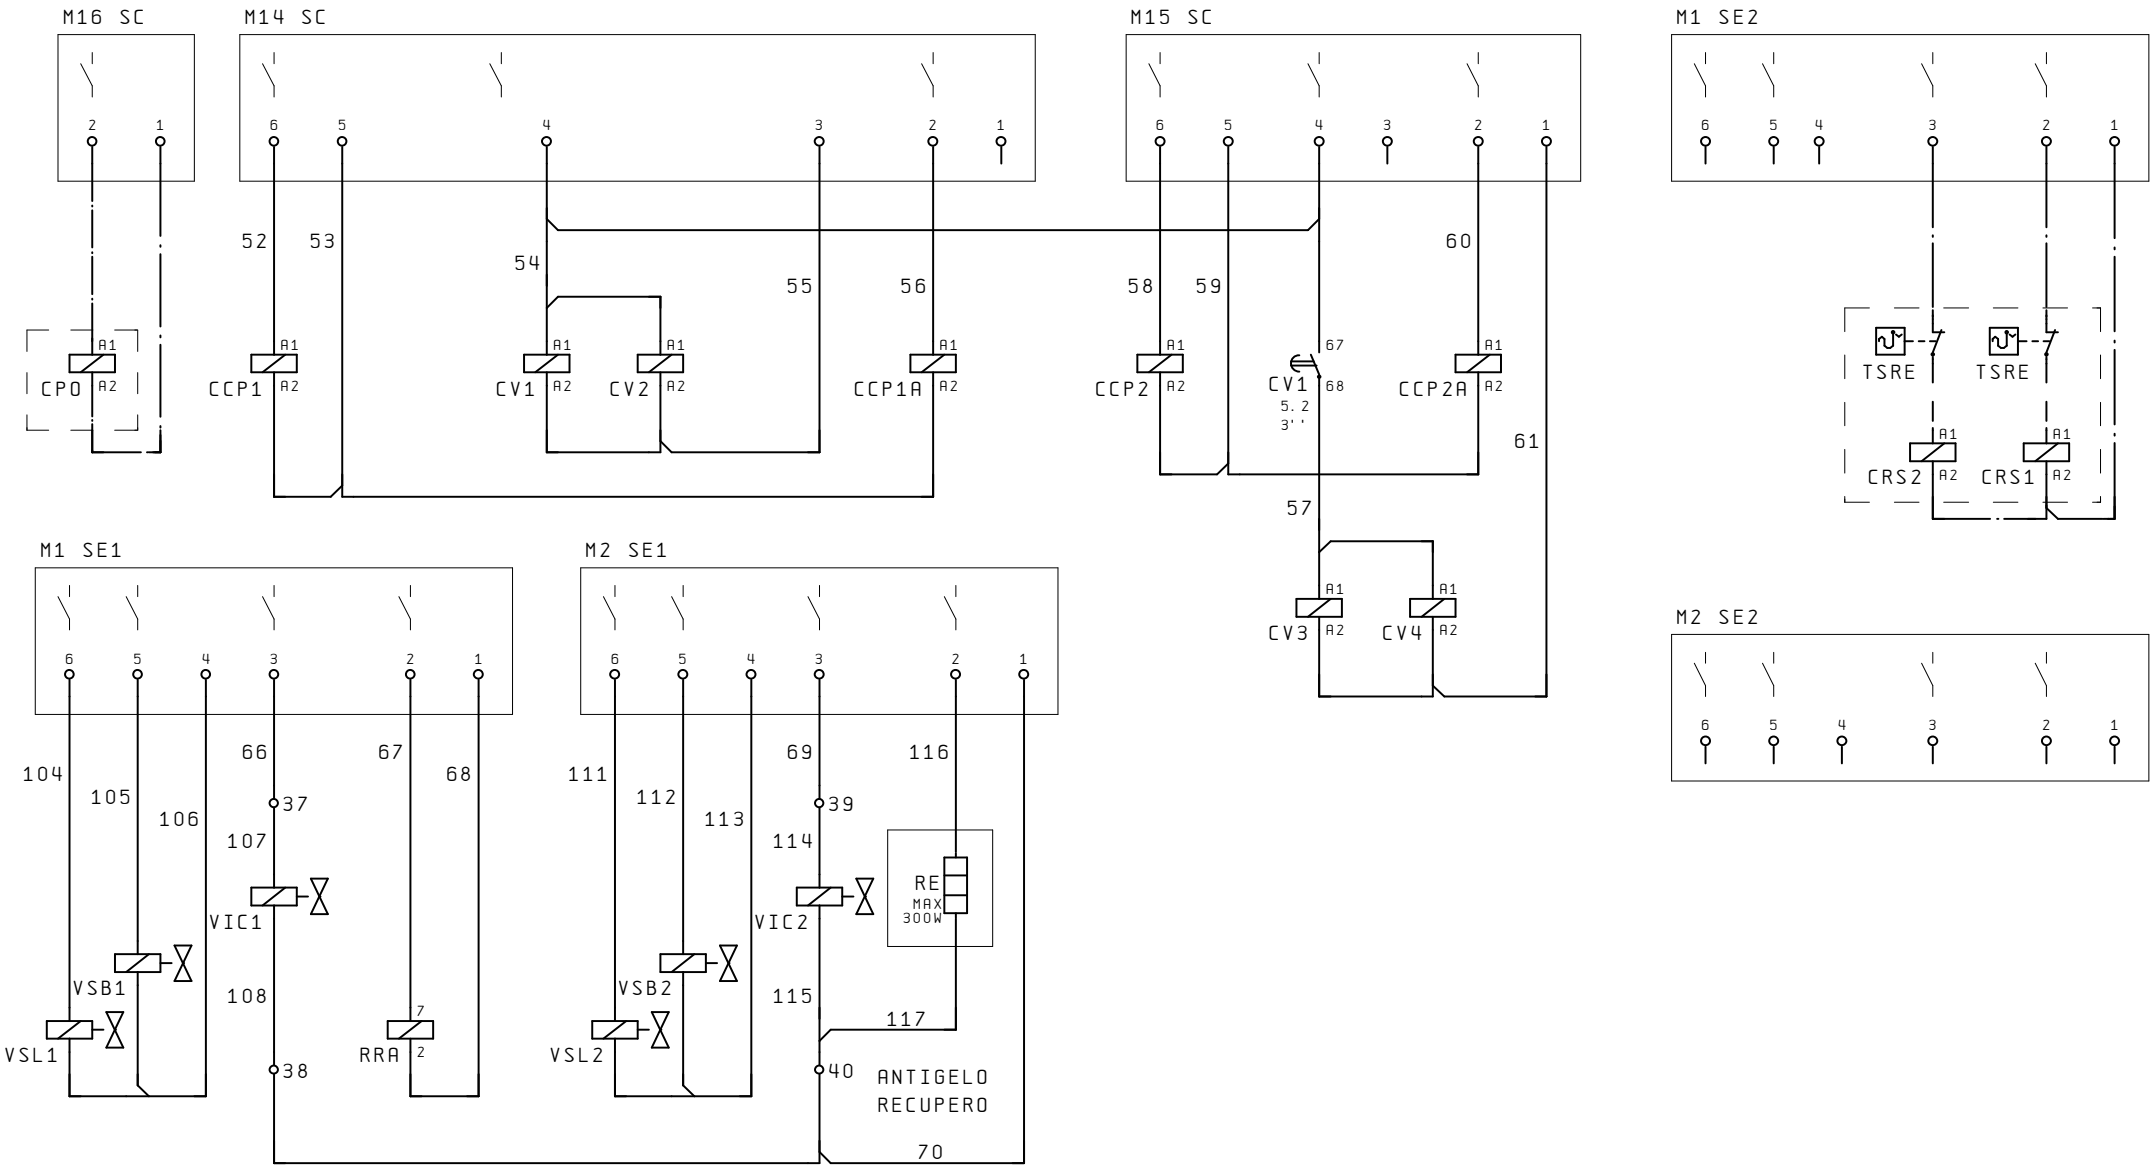 M16 SC M14 SC M15 SC M1 SE2
2 1 6 5 4 3 2 1 6 5 4 3 2 1 6 5 4 3 2 1
52 53 60
54
55 56 58 59
A1 A1 A1 A1 A1 A1 67 A1
CPO A2 CCP1 A2 CV1 A2 CV2 A2 CCP1A A2 CCP2 A2 CV1 68 CCP2A A2 TSRE TSRE
5.2
3''
61 A1 A1
CRS2 A2 CRS1 A2
57
M1 SE1 M2 SE1
A1 A1
CV3 A2 CV4 A2
M2 SE2
6 5 4 3 2 1 6 5 4 3 2 1
6 5 4 3 2 1
66 67 69 116
104 68 111
105 112
37 39
106 113
107 114
RE
MAX
300W
VIC1 VIC2
VSB1 VSB2
108 115
7 117
VSL1 RRA 2 VSL2
38 40
ANTIGELO
RECUPERO
70